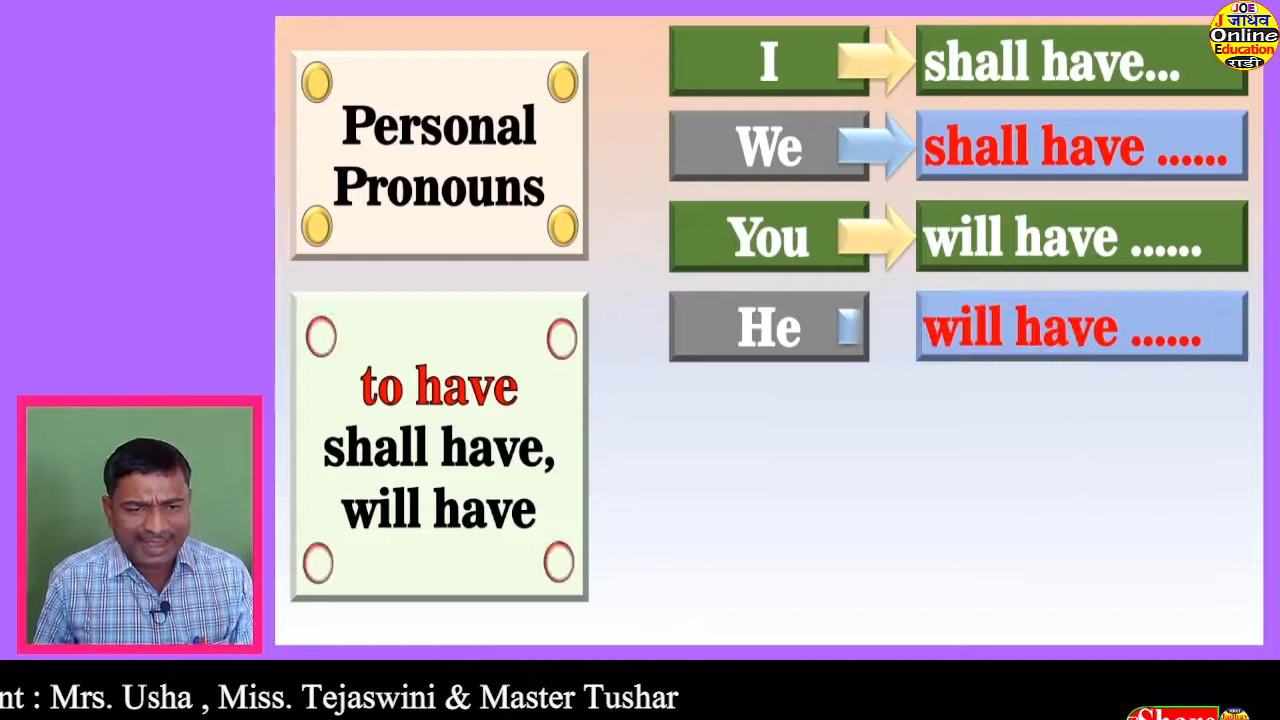 Personal
Pronouns
to have
shall have,
will have
I
shall have...
We
shall have ......
You
will have ......
He
will have ......
JOE
J जाधव
Online
Education
राडी
nt : Mrs. Usha , Miss. Tejaswini & Master Tushar